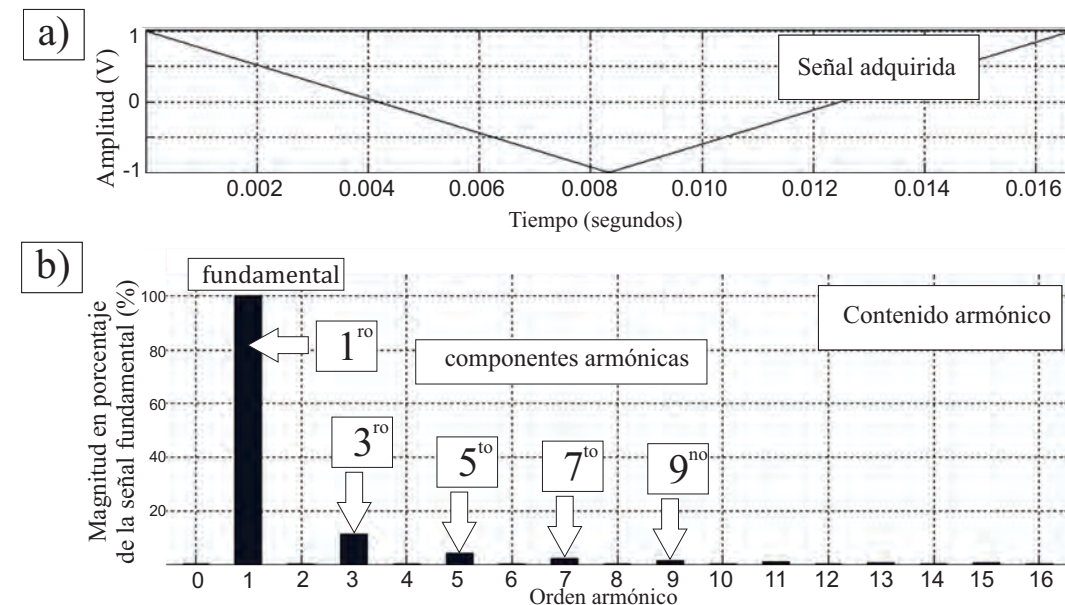 a)
Amplitud (V)
1
0
-1
Señal adquirida
0.002 0.004 0.006 0.008 0.010 0.012 0.014 0.016
Tiempo (segundos)
b)
Magnitud en porcentaje
de la señal fundamental (%)
fundamental
100
80
60
40
20
Contenido armónico
1ro
componentes armónicas
3ro
5to
7to
9no
0 1 2 3 4 5 6 7 8 9 10 11 12 13 14 15 16
Orden armónico